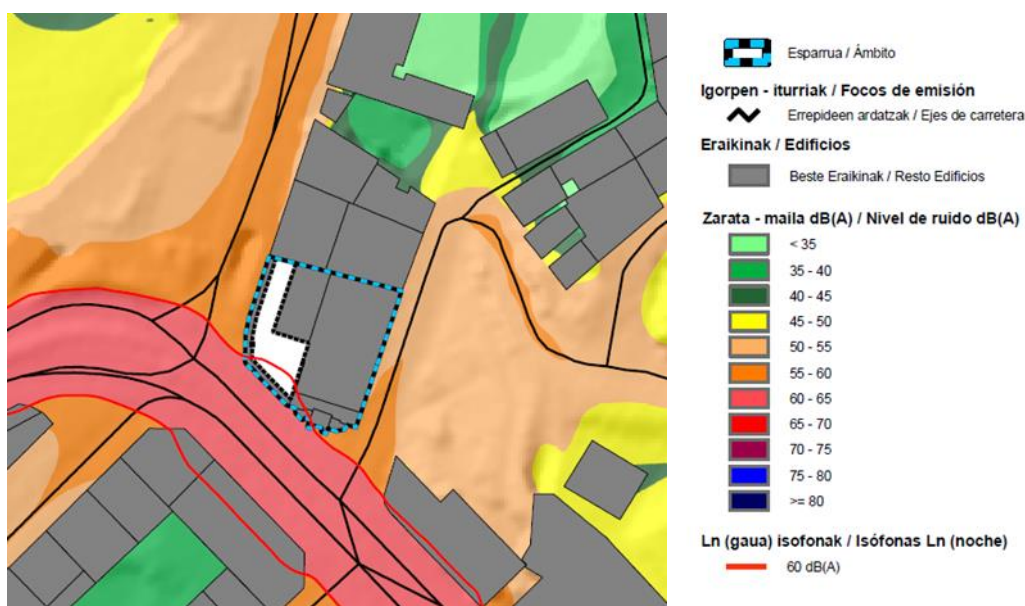 Esparrua / Ámbito
Igorpen - iturriak / Focos de emisión
Errepideen ardatzak / Ejes de carretera
Eraikinak / Edificios
Beste Eraikinak / Resto Edificios
Zarata - maila dB(A) / Nivel de ruido dB(A)
< 35
35 - 40
40 - 45
45 - 50
50 - 55
55 - 60
60 - 65
65 - 70
70 - 75
75 - 80
>= 80
Ln (gaua) isofonak / Isófonas Ln (noche)
60 dB(A)